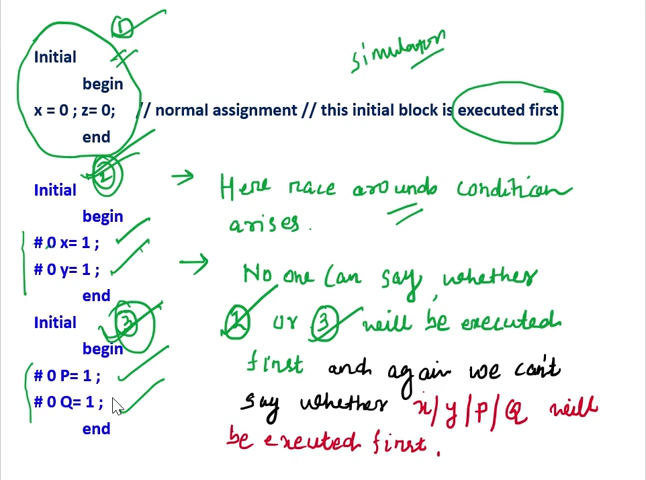 ①
simulation
Initial
begin
x = 0 ; z= 0; // normal assignment // this initial block is executed first
end
Initial ② → Here race arounds condition
begin
arises.
# 0 x= 1 ;
# 0 y= 1 ; → No one can say, whether
end
Initial ③ 2 or 3 will be executed
begin
first and again we can't
# 0 P= 1 ;
# 0 Q= 1 ; say whether x/y/P/Q will
end
be executed first.